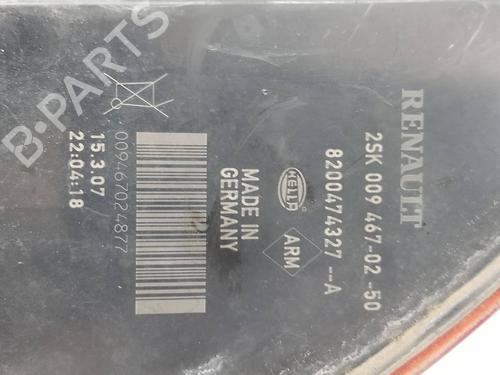 RENAULT
2SK 009 467-02 -50
8200474327 --A
HELLA
ARM
MADE IN
GERMANY
009467024877
15.3.07
22:04:18
B-PARTS